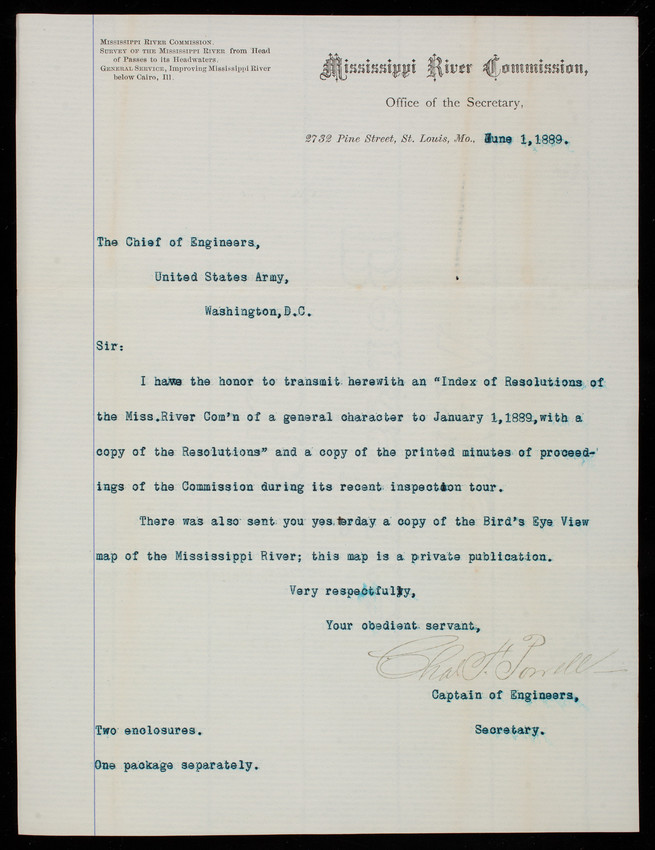 MISSISSIPPI RIVER COMMISSION.
SURVEY OF THE MISSISSIPPI RIVER from Head
of Passes to its Headwaters.
GENERAL SERVICE, Improving Mississippi River
below Cairo, Ill.
Mississippi River Commission,
Office of the Secretary,
2732 Pine Street, St. Louis, Mo., June 1,1889.
The Chief of Engineers,
United States Army,
Washington,D.C.
Sir:
I have the honor to transmit herewith an "Index of Resolutions of
the Miss.River Com'n of a general character to January 1,1889,with a
copy of the Resolutions" and a copy of the printed minutes of proceed-
ings of the Commission during its recent inspection tour.
There was also sent you yesterday a copy of the Bird's Eye View
map of the Mississippi River; this map is a private publication.
Very respectfully,
Your obedient servant,
Chas. F. Powell
Captain of Engineers,
Two enclosures. Secretary.
One package separately.